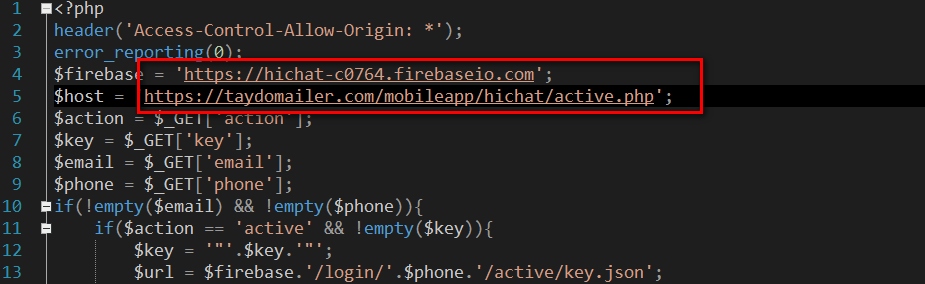 1 <?php
2 header('Access-Control-Allow-Origin: *');
3 error_reporting(0);
4 $firebase = 'https://hichat-c0764.firebaseio.com';
5 $host = https://taydomailer.com/mobileapp/hichat/active.php';
6 $action = $_GET['action'];
7 $key = $_GET['key'];
8 $email = $_GET['email'];
9 $phone = $_GET['phone'];
10 if(!empty($email) && !empty($phone)){
11 if($action == 'active' && !empty($key)){
12 $key = '"'.$key.'"';
13 $url = $firebase.'/login/'.$phone.'/active/key.json';